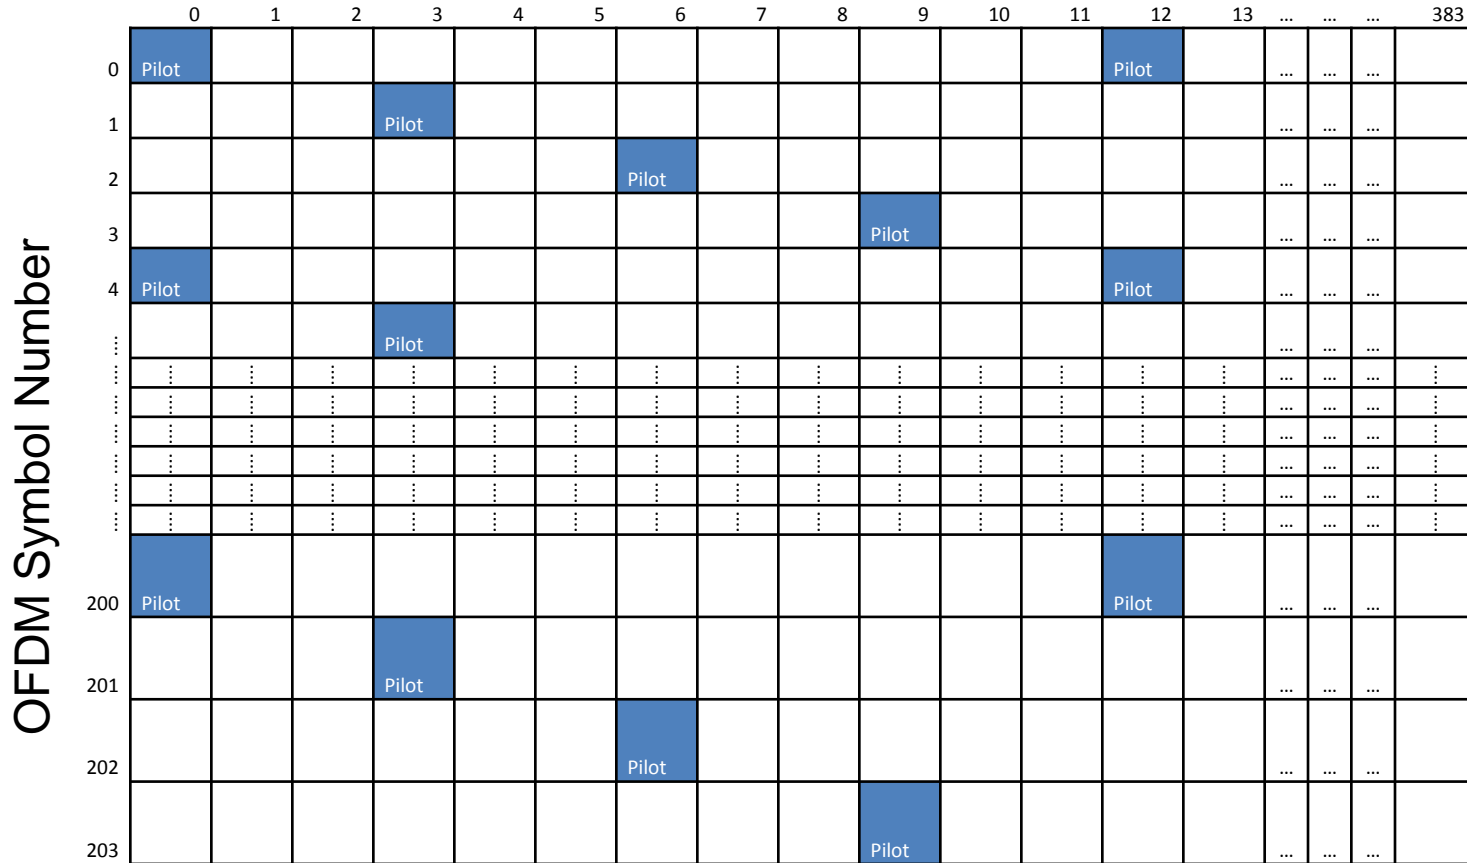 0 1 2 3 4 5 6 7 8 9 10 11 12 13 ... ... ... 383
OFDM Symbol Number
0 Pilot Pilot ... ... ...
1 Pilot ... ... ...
2 Pilot ... ... ...
3 Pilot ... ... ...
4 Pilot Pilot ... ... ...
⋮ Pilot ... ... ...
⋮ ⋮ ⋮ ⋮ ⋮ ⋮ ⋮ ⋮ ⋮ ⋮ ⋮ ⋮ ⋮ ⋮ ⋮ ... ... ... ⋮
⋮ ⋮ ⋮ ⋮ ⋮ ⋮ ⋮ ⋮ ⋮ ⋮ ⋮ ⋮ ⋮ ⋮ ⋮ ... ... ... ⋮
⋮ ⋮ ⋮ ⋮ ⋮ ⋮ ⋮ ⋮ ⋮ ⋮ ⋮ ⋮ ⋮ ⋮ ⋮ ... ... ... ⋮
⋮ ⋮ ⋮ ⋮ ⋮ ⋮ ⋮ ⋮ ⋮ ⋮ ⋮ ⋮ ⋮ ⋮ ⋮ ... ... ... ⋮
⋮ ⋮ ⋮ ⋮ ⋮ ⋮ ⋮ ⋮ ⋮ ⋮ ⋮ ⋮ ⋮ ⋮ ⋮ ... ... ... ⋮
⋮ ⋮ ⋮ ⋮ ⋮ ⋮ ⋮ ⋮ ⋮ ⋮ ⋮ ⋮ ⋮ ⋮ ⋮ ... ... ... ⋮
200 Pilot Pilot ... ... ...
201 Pilot ... ... ...
202 Pilot ... ... ...
203 Pilot ... ... ...